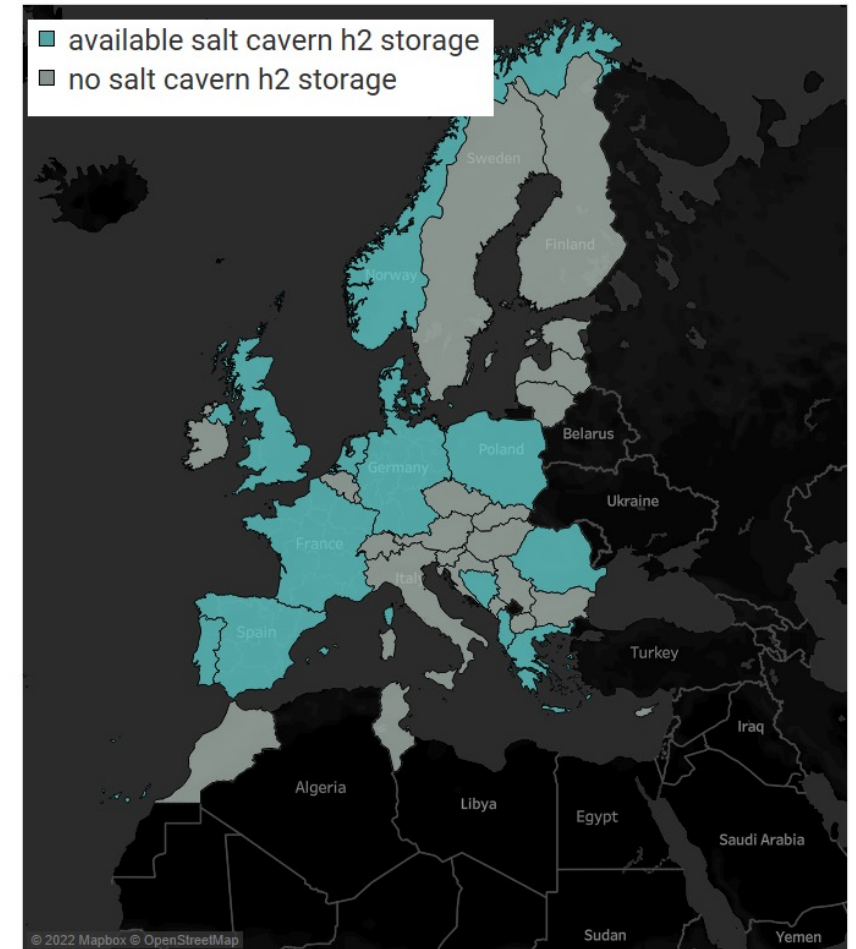 available salt cavern h2 storage
no salt cavern h2 storage
Sweden
Finland
Norway
Belarus
Poland
Germany
Ukraine
France
Italy
Spain
Turkey
Iraq
Algeria
Libya
Egypt
Saudi Arabia
Sudan
Yemen
© 2022 Mapbox © OpenStreetMap